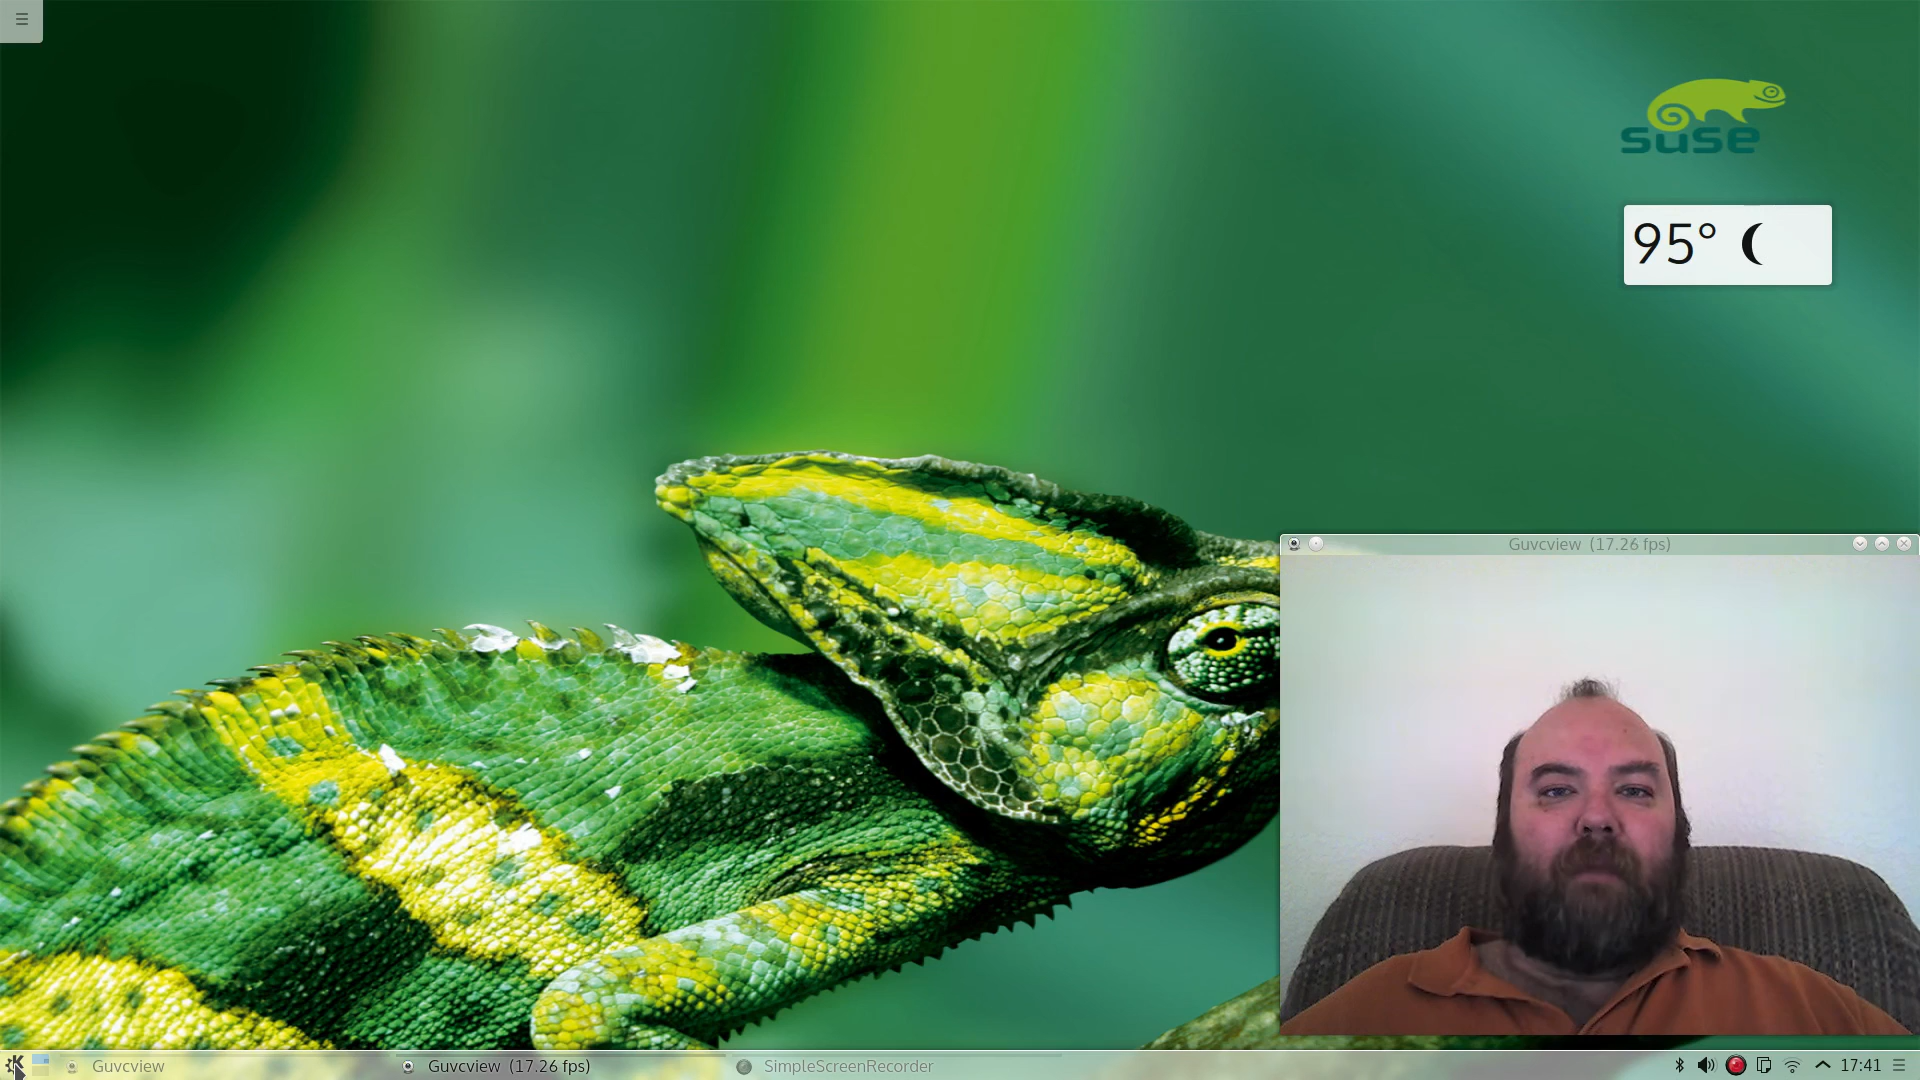 suse
95°
Guvcview (17.26 fps)
Guvcview
Guvcview (17.26 fps)
SimpleScreenRecorder
17:41